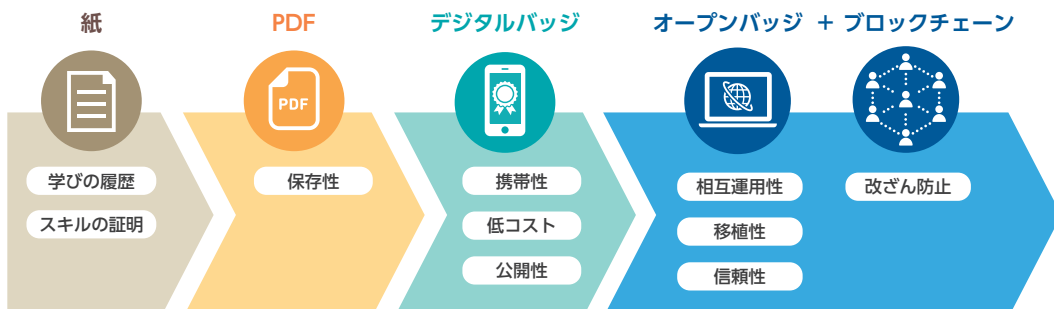 紙
PDF
デジタルバッジ
オープンバッジ + ブロックチェーン
PDF
学びの履歴
スキルの証明
保存性
携帯性
低コスト
公開性
相互運用性
移植性
信頼性
改ざん防止